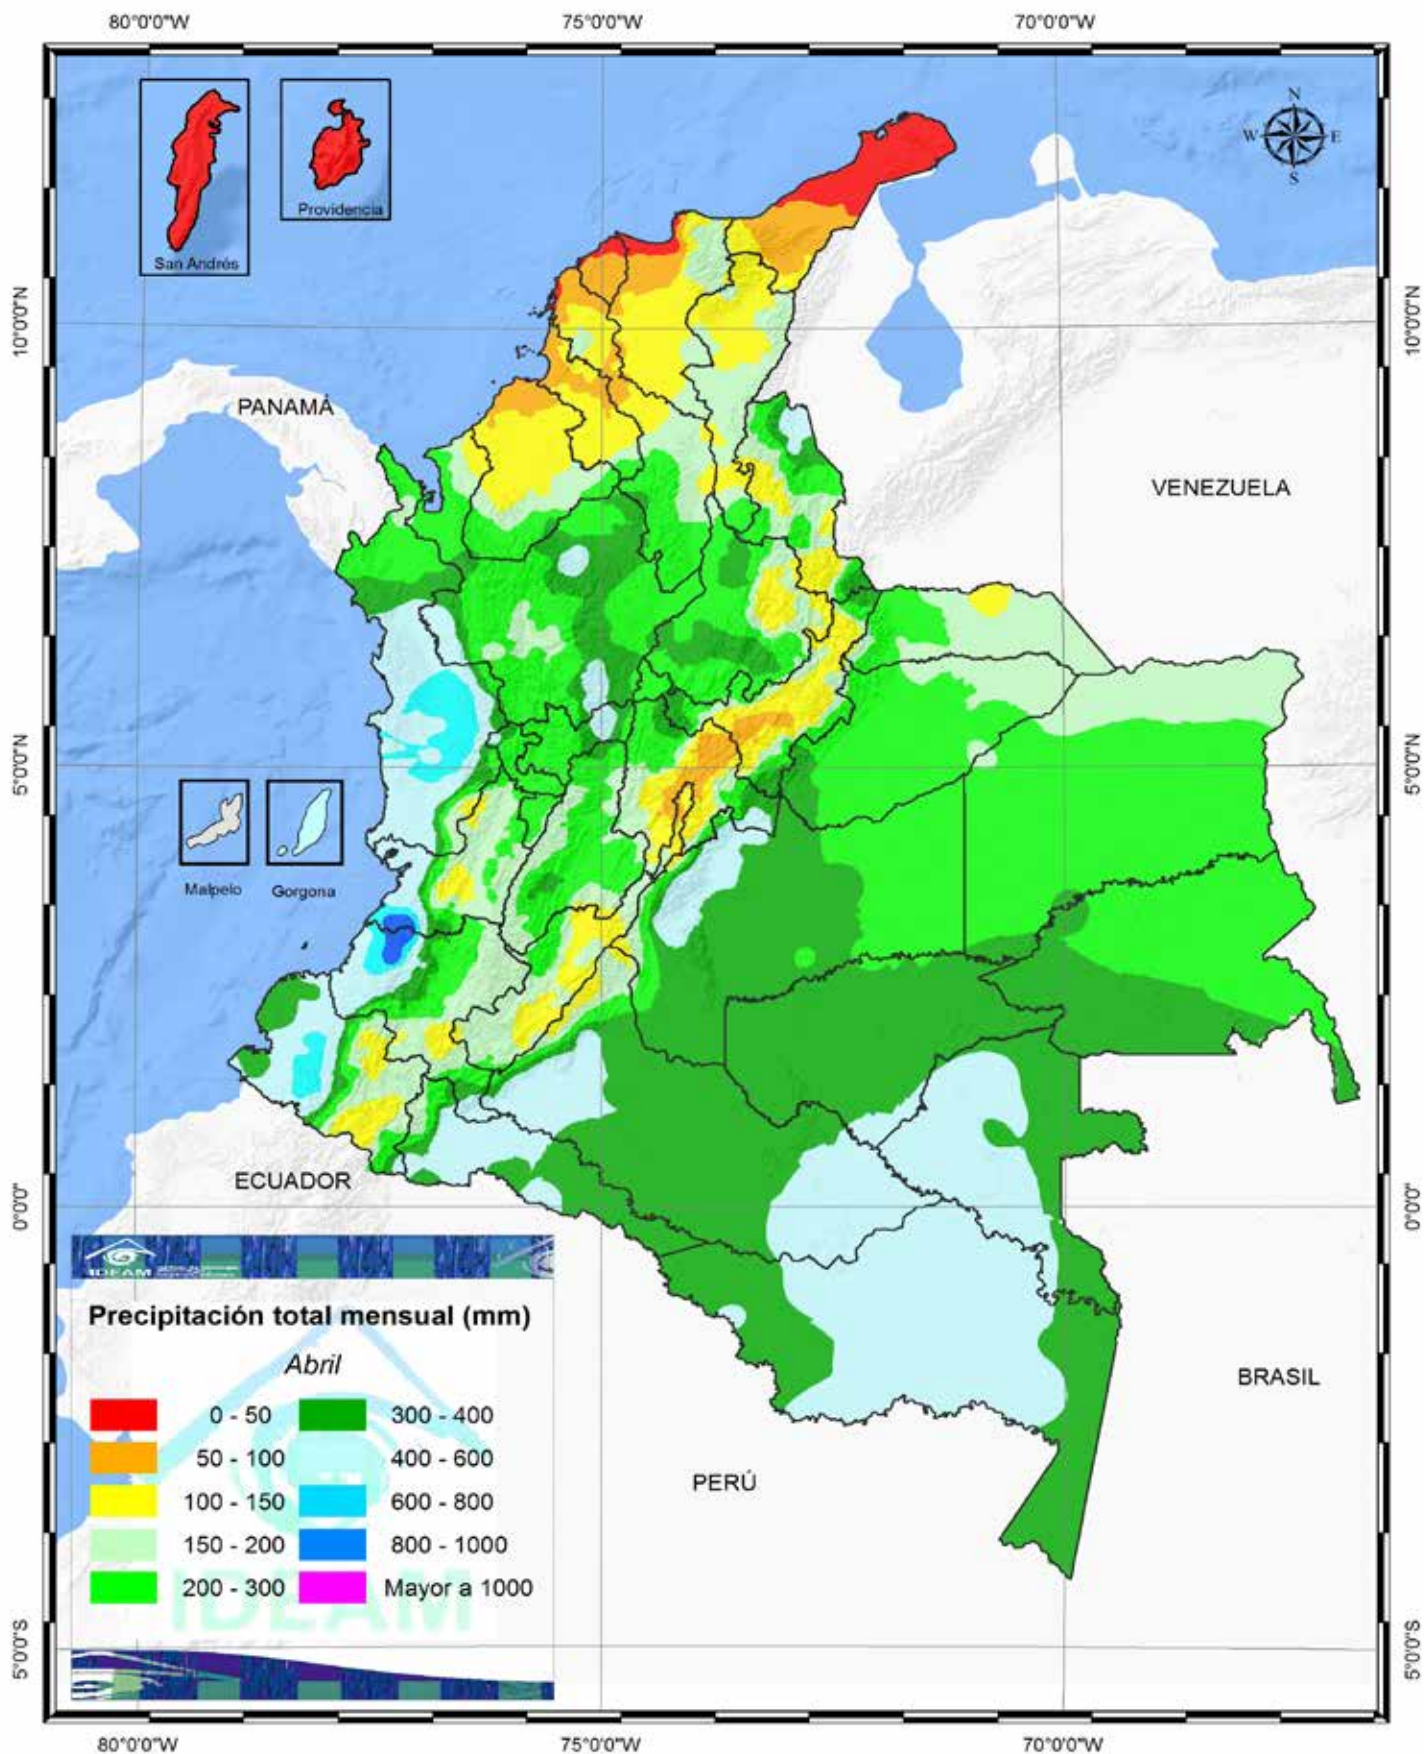 80°0'0"W 75°0'0"W 70°0'0"W
N
W E
S
San Andrés
Providencia
10°0'0"N 10°0'0"N
PANAMÁ
VENEZUELA
5°0'0"N 5°0'0"N
Malpelo
Gorgona
ECUADOR
0°0'0" 0°0'0"
IDEAM
Precipitación total mensual (mm)
Abril
0 - 50 300 - 400
50 - 100 400 - 600
100 - 150 600 - 800
150 - 200 800 - 1000
200 - 300 Mayor a 1000
IDEAM
BRASIL
PERÚ
5°0'0"S 5°0'0"S
80°0'0"W 75°0'0"W 70°0'0"W